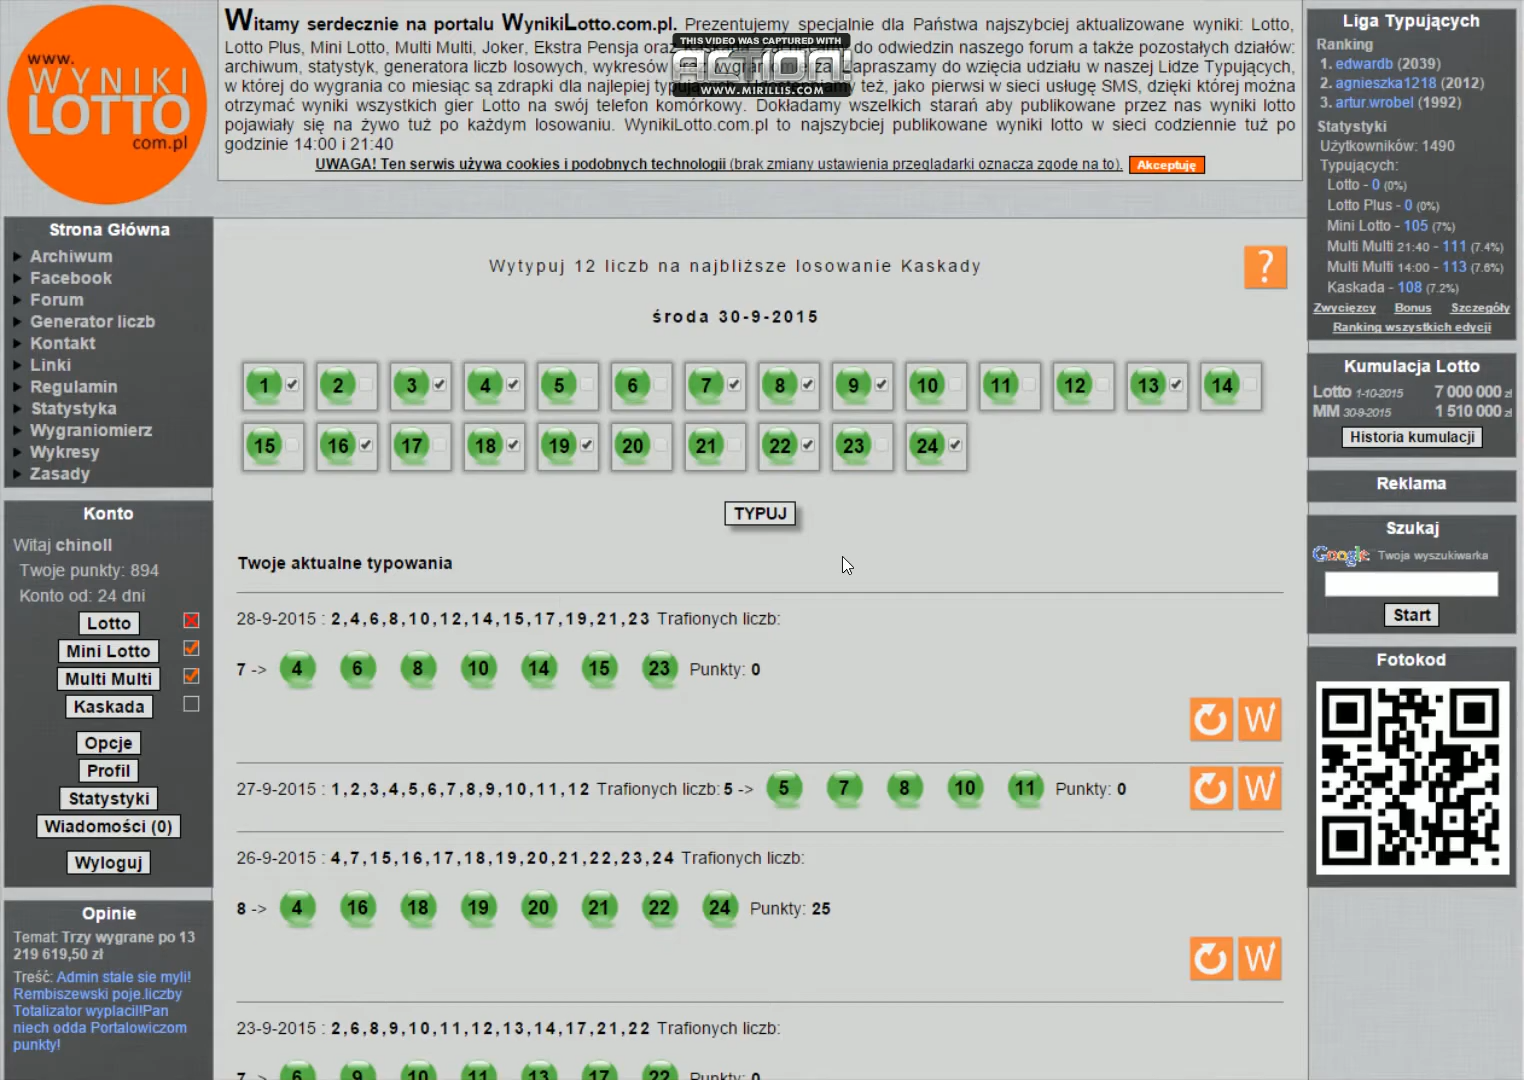 www.
WYNIKI
LOTTO
com.pl
Witamy serdecznie na portalu WynikiLotto.com.pl. Prezentujemy specjalnie dla Państwa najszybciej aktualizowane wyniki: Lotto,
Lotto Plus, Mini Lotto, Multi Multi, Joker, Ekstra Pensja oraz do odwiedzin naszego forum a także pozostałych działów:
archiwum, statystyk, generatora liczb losowych, wykresów apraszamy do wzięcia udziału w naszej Lidze Typujących,
w której do wygrania co miesiąc są zdrapki dla najlepiej też, jako pierwsi w sieci usługę SMS, dzięki której można
otrzymać wyniki wszystkich gier Lotto na swój telefon komórkowy. Dokładamy wszelkich starań aby publikowane przez nas wyniki lotto
pojawiały się na żywo tuż po każdym losowaniu. WynikiLotto.com.pl to najszybciej publikowane wyniki lotto w sieci codziennie tuż po
godzinie 14:00 i 21:40
THIS VIDEO WAS CAPTURED WITH
ACTION!
WWW.MIRILLIS.COM
UWAGA! Ten serwis używa cookies i podobnych technologii (brak zmiany ustawienia przeglądarki oznacza zgodę na to). Akceptuję
Strona Główna
Archiwum
Facebook
Forum
Generator liczb
Kontakt
Linki
Regulamin
Statystyka
Wygraniomierz
Wykresy
Zasady
Konto
Witaj chinoll
Twoje punkty: 894
Konto od: 24 dni
Lotto
Mini Lotto
Multi Multi
Kaskada
Opcje
Profil
Statystyki
Wiadomości (0)
Wyloguj
Opinie
Temat: Trzy wygrane po 13
219 619,50 zł
Treść: Admin stale sie myli!
Rembiszewski poje.liczby
Totalizator wyplacil!Pan
niech odda Portalowiczom
punkty!
Wytypuj 12 liczb na najbliższe losowanie Kaskady
?
środa 30-9-2015
1 2 3 4 5 6 7 8 9 10 11 12 13 14
15 16 17 18 19 20 21 22 23 24
TYPUJ
Twoje aktualne typowania
28-9-2015 : 2,4,6,8,10,12,14,15,17,19,21,23 Trafionych liczb:
7 -> 4 6 8 10 14 15 23 Punkty: 0
W
27-9-2015 : 1,2,3,4,5,6,7,8,9,10,11,12 Trafionych liczb: 5 -> 5 7 8 10 11 Punkty: 0
W
26-9-2015 : 4,7,15,16,17,18,19,20,21,22,23,24 Trafionych liczb:
8 -> 4 16 18 19 20 21 22 24 Punkty: 25
W
23-9-2015 : 2,6,8,9,10,11,12,13,14,17,21,22 Trafionych liczb:
7 -> 6 9 10 11 13 17 22 Punkty: 0
Liga Typujących
Ranking
1. edwardb (2039)
2. agnieszka1218 (2012)
3. artur.wrobel (1992)
Statystyki
Użytkowników: 1490
Typujących:
Lotto - 0 (0%)
Lotto Plus - 0 (0%)
Mini Lotto - 105 (7%)
Multi Multi 21:40 - 111 (7.4%)
Multi Multi 14:00 - 113 (7.6%)
Kaskada - 108 (7.2%)
Zwycięzcy Bonus Szczegóły
Ranking wszystkich edycji
Kumulacja Lotto
Lotto 1-10-2015 7 000 000 zł
MM 30-9-2015 1 510 000 zł
Historia kumulacji
Reklama
Szukaj
Google Twoja wyszukiwarka
Start
Fotokod